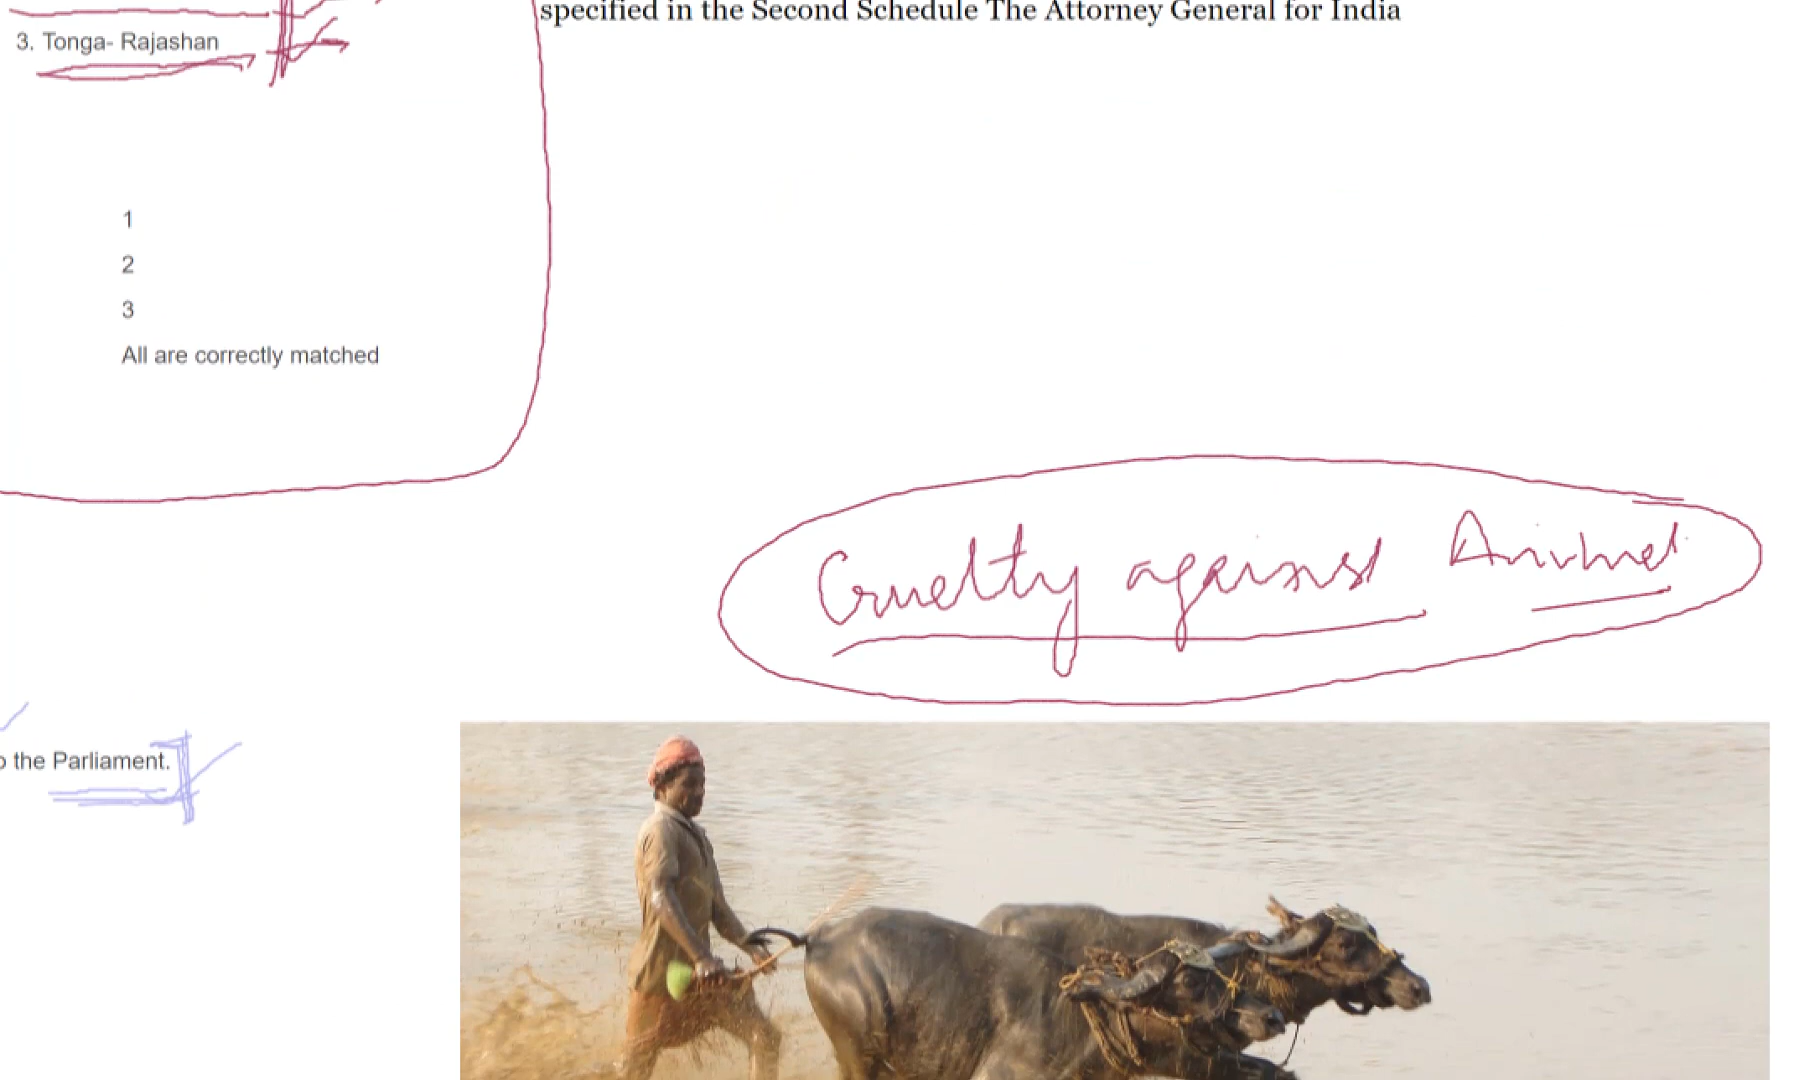 specified in the Second Schedule The Attorney General for India
3. Tonga- Rajashan
1
2
3
All are correctly matched
Cruelty against Animal
the Parliament.